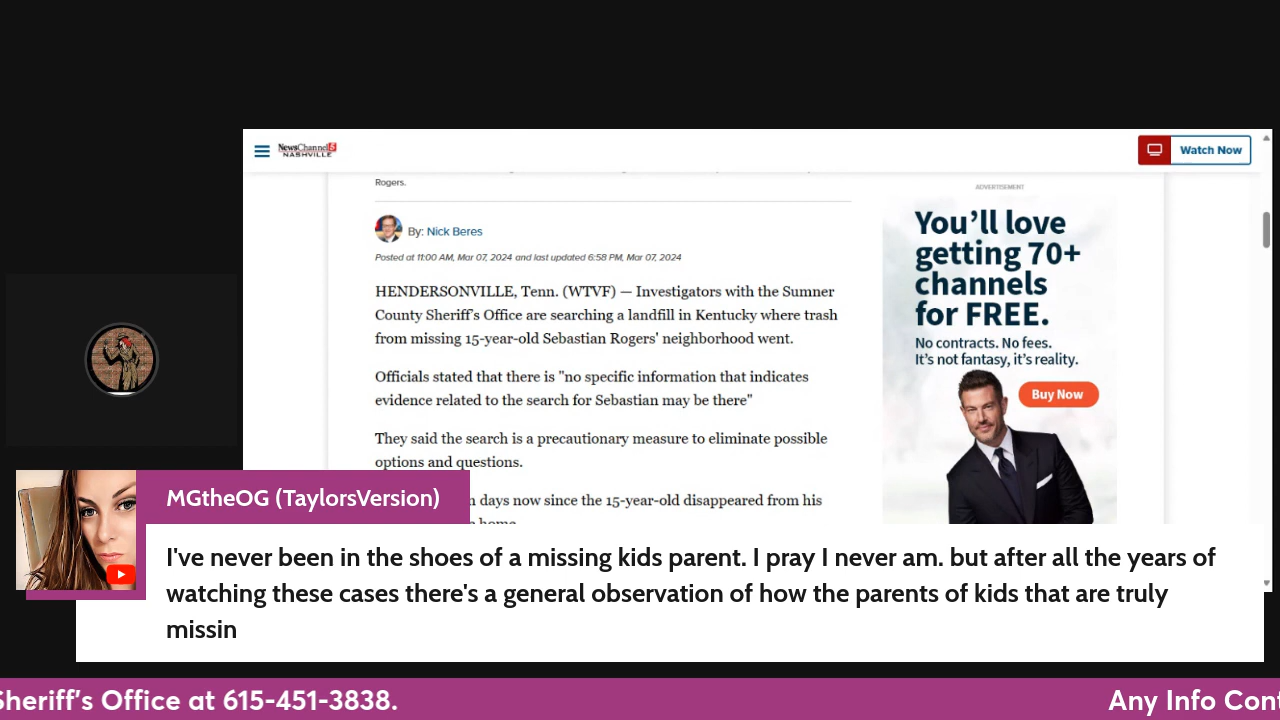 NewsChannel 5
NASHVILLE
Watch Now
Rogers.
By: Nick Beres
Posted at 11:00 AM, Mar 07, 2024 and last updated 6:58 PM, Mar 07, 2024
HENDERSONVILLE, Tenn. (WTVF) — Investigators with the Sumner
County Sheriff's Office are searching a landfill in Kentucky where trash
from missing 15-year-old Sebastian Rogers' neighborhood went.
Officials stated that there is "no specific information that indicates
evidence related to the search for Sebastian may be there"
They said the search is a precautionary measure to eliminate possible
options and questions.
days now since the 15-year-old disappeared from his
home.
ADVERTISEMENT
You'll love
getting 70+
channels
for FREE.
No contracts. No fees.
It's not fantasy, it's reality.
Buy Now
MGtheOG (TaylorsVersion)
I've never been in the shoes of a missing kids parent. I pray I never am. but after all the years of
watching these cases there's a general observation of how the parents of kids that are truly
missin
Sheriff's Office at 615-451-3838.
Any Info Cont